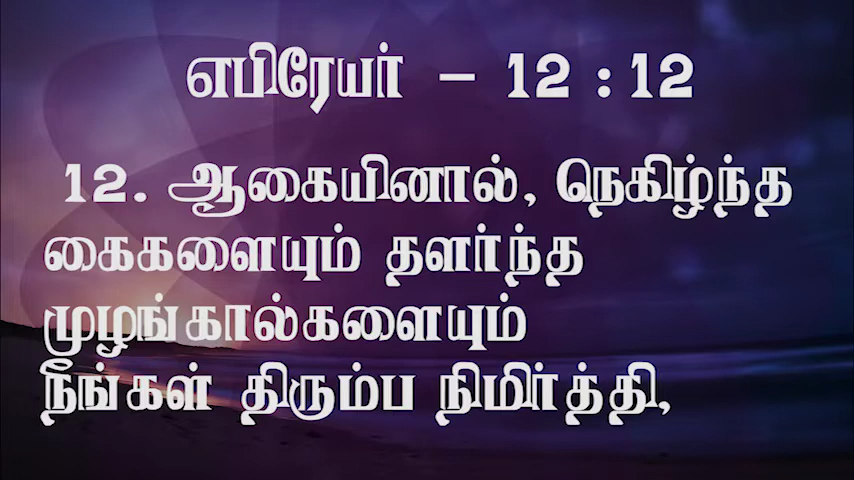 எபிரேயர் – 12 : 12
12. ஆகையினால், நெகிழ்ந்த
கைகளையும் தளர்ந்த
முழங்கால்களையும்
நீங்கள் திரும்ப நிமிர்த்தி,